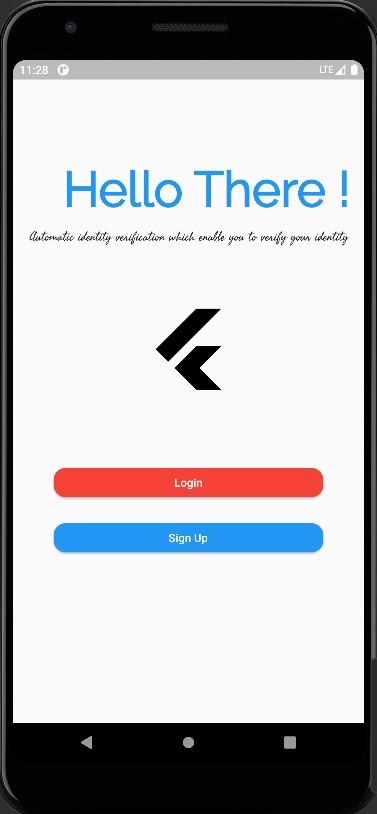 11:28
LTE
Hello There !
Automatic identity verification which enable you to verify your identity
Login
Sign Up